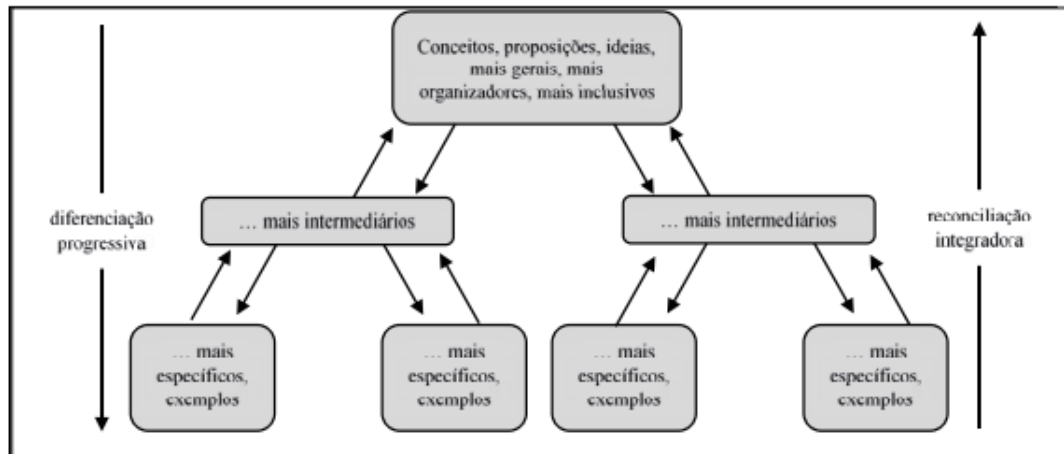 Conceitos, proposições, ideias,
mais gerais, mais
organizadores, mais inclusivos
diferenciação
progressiva
... mais intermediários
... mais intermediários
reconciliação
integradora
... mais
específicos,
exemplos
... mais
específicos,
exemplos
... mais
específicos,
exemplos
... mais
específicos,
exemplos